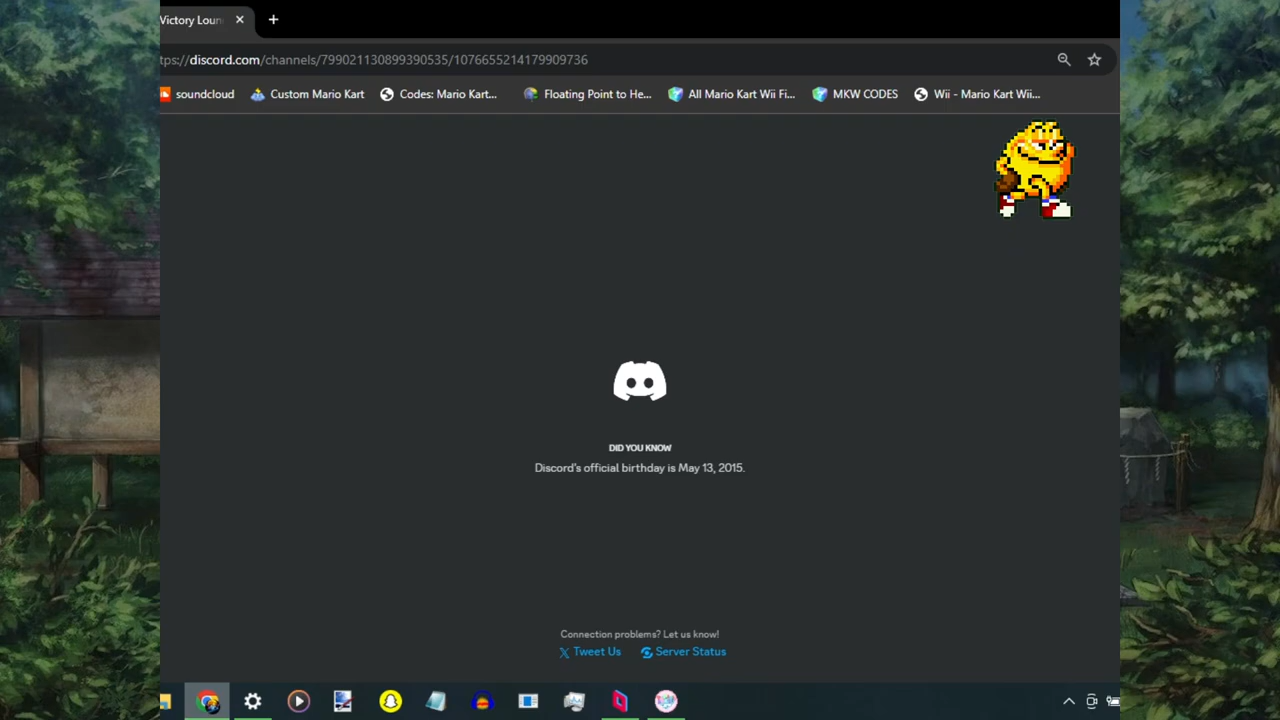 Victory Loun
tps://discord.com/channels/799021130899390535/1076655214179909736
soundcloud Custom Mario Kart Codes: Mario Kart... Floating Point to He... All Mario Kart Wii Fi... MKW CODES Wii - Mario Kart Wii...
DID YOU KNOW
Discord's official birthday is May 13, 2015.
Connection problems? Let us know!
Tweet Us Server Status